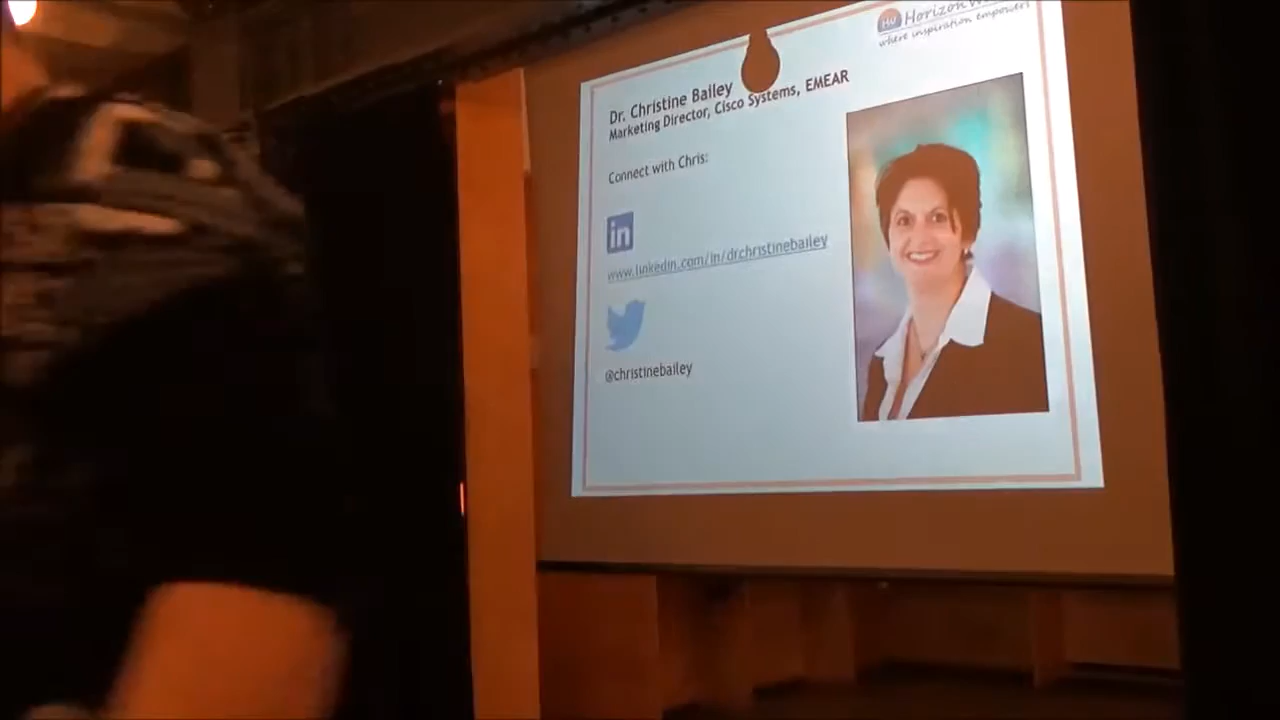 HU Horizon
where inspiration empowers
Dr. Christine Bailey
Marketing Director, Cisco Systems, EMEAR
Connect with Chris:
in
www.linkedin.com/in/drchristinebailey
@christinebailey